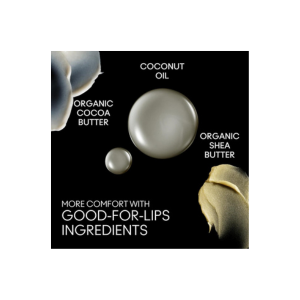 COCONUT
OIL
ORGANIC
COCOA
BUTTER
ORGANIC
SHEA
BUTTER
MORE COMFORT WITH
GOOD-FOR-LIPS
INGREDIENTS